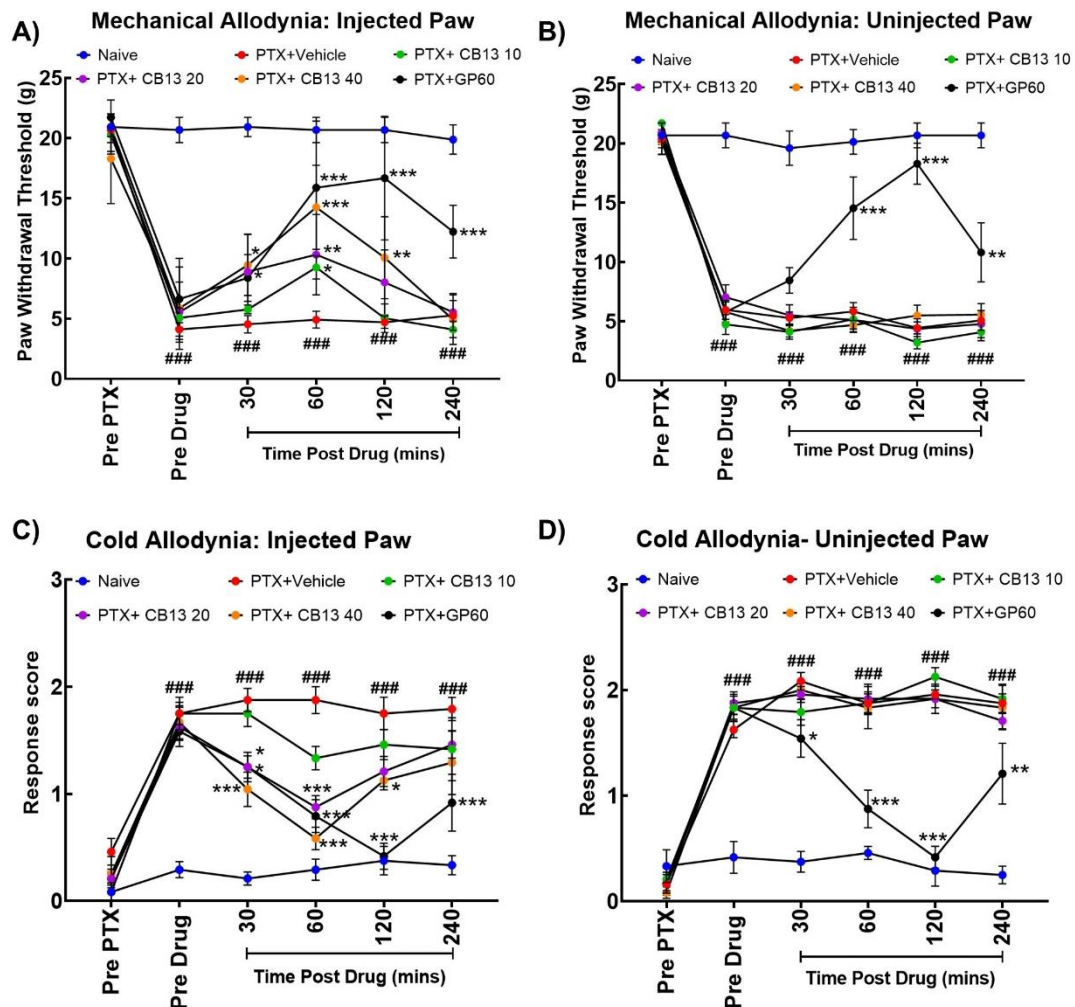 A)
Mechanical Allodynia: Injected Paw
Naive
PTX+Vehicle
PTX+ CB13 10
PTX+ CB13 20
PTX+ CB13 40
PTX+GP60
Paw Withdrawal Threshold (g)
25
20
15
10
5
0
*
*
***
***
**
*
***
**
***
### ### ### ### ###
Pre PTX
Pre Drug
30
60
120
240
Time Post Drug (mins)
B)
Mechanical Allodynia: Uninjected Paw
Naive
PTX+Vehicle
PTX+ CB13 10
PTX+ CB13 20
PTX+ CB13 40
PTX+GP60
Paw Withdrawal Threshold (g)
25
20
15
10
5
0
***
***
**
### ### ### ### ###
Pre PTX
Pre Drug
30
60
120
240
Time Post Drug (mins)
C)
Cold Allodynia: Injected Paw
Naive
PTX+Vehicle
PTX+ CB13 10
PTX+ CB13 20
PTX+ CB13 40
PTX+GP60
Response score
3
2
1
0
### ### ### ### ###
*
*
***
***
***
***
***
*
***
Pre PTX
Pre Drug
30
60
120
240
Time Post Drug (mins)
D)
Cold Allodynia- Uninjected Paw
Naive
PTX+Vehicle
PTX+ CB13 10
PTX+ CB13 20
PTX+ CB13 40
PTX+GP60
Response score
3
2
1
0
### ### ### ### ###
*
***
***
**
Pre PTX
Pre Drug
30
60
120
240
Time Post Drug (mins)